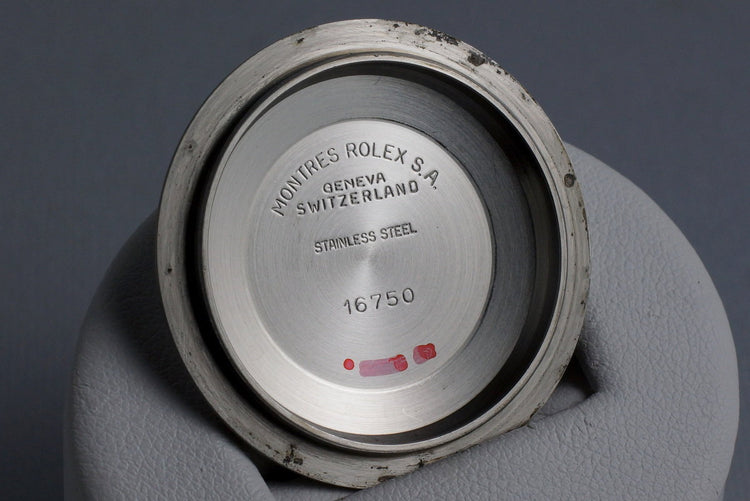 MONTRES ROLEX S.A.
GENEVA
SWITZERLAND
STAINLESS STEEL
16750